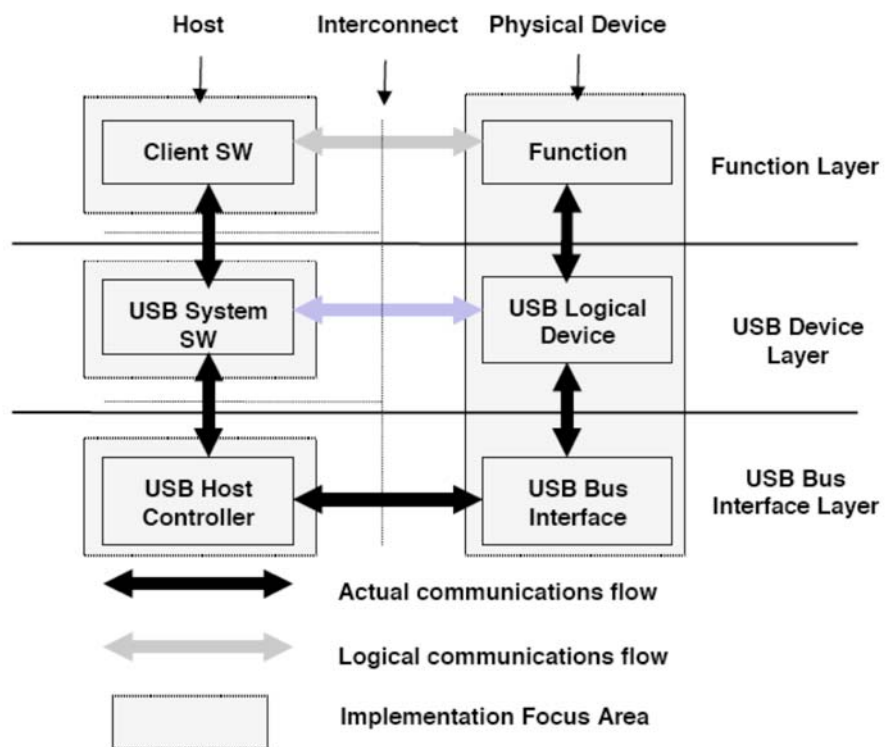 Host
Interconnect
Physical Device
Client SW
Function
Function Layer
USB System
SW
USB Logical
Device
USB Device
Layer
USB Host
Controller
USB Bus
Interface
USB Bus
Interface Layer
Actual communications flow
Logical communications flow
Implementation Focus Area